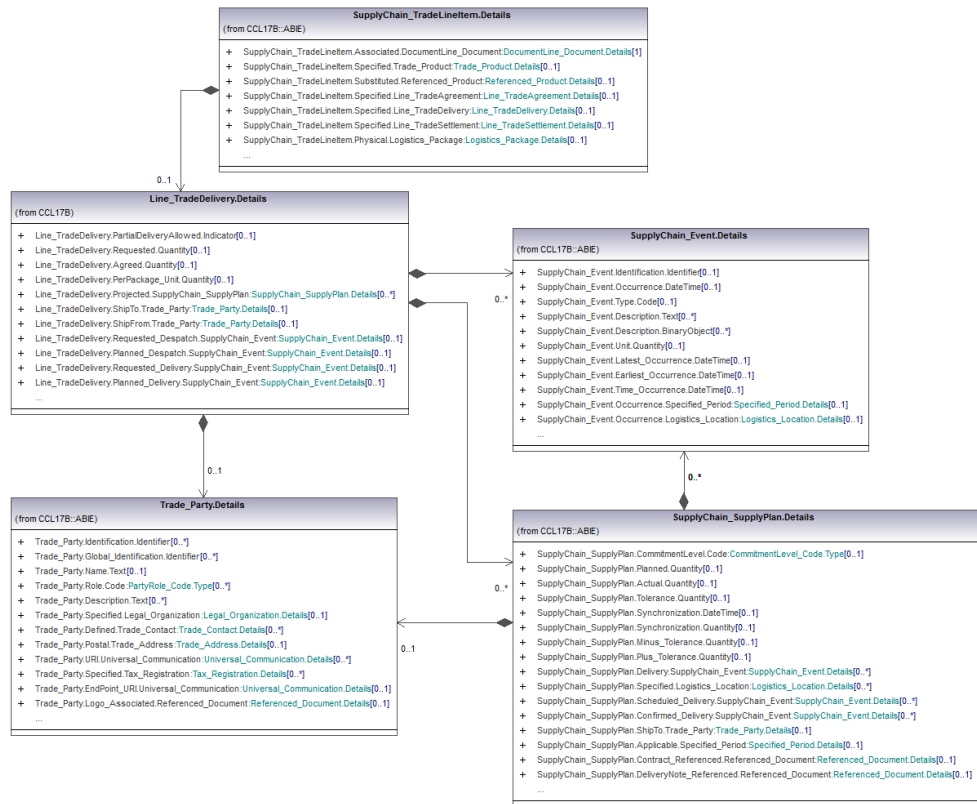 SupplyChain_TradeLineItem.Details
(from CCL17B::ABIE)
+ SupplyChain_TradeLineItem.Associated.DocumentLine_Document:DocumentLine_Document.Details[1]
+ SupplyChain_TradeLineItem.Specified.Trade_Product:Trade_Product.Details[0..1]
+ SupplyChain_TradeLineItem.Substituted.Referenced_Product:Referenced_Product.Details[0..1]
+ SupplyChain_TradeLineItem.Specified.Line_TradeAgreement:Line_TradeAgreement.Details[0..1]
+ SupplyChain_TradeLineItem.Specified.Line_TradeDelivery:Line_TradeDelivery.Details[0..1]
+ SupplyChain_TradeLineItem.Specified.Line_TradeSettlement:Line_TradeSettlement.Details[0..1]
+ SupplyChain_TradeLineItem.Physical.Logistics_Package:Logistics_Package.Details[0..1]
...
0..1
Line_TradeDelivery.Details
(from CCL17B)
+ Line_TradeDelivery.PartialDeliveryAllowed.Indicator[0..1]
+ Line_TradeDelivery.Requested.Quantity[0..1]
+ Line_TradeDelivery.Agreed.Quantity[0..1]
+ Line_TradeDelivery.PerPackage_Unit.Quantity[0..1]
+ Line_TradeDelivery.Projected.SupplyChain_SupplyPlan:SupplyChain_SupplyPlan.Details[0..*]
+ Line_TradeDelivery.ShipTo.Trade_Party:Trade_Party.Details[0..1]
+ Line_TradeDelivery.ShipFrom.Trade_Party:Trade_Party.Details[0..1]
+ Line_TradeDelivery.Requested_Despatch.SupplyChain_Event:SupplyChain_Event.Details[0..1]
+ Line_TradeDelivery.Planned_Despatch.SupplyChain_Event:SupplyChain_Event.Details[0..1]
+ Line_TradeDelivery.Requested_Delivery.SupplyChain_Event:SupplyChain_Event.Details[0..1]
+ Line_TradeDelivery.Planned_Delivery.SupplyChain_Event:SupplyChain_Event.Details[0..1]
...
0..*
SupplyChain_Event.Details
(from CCL17B::ABIE)
+ SupplyChain_Event.Identification.Identifier[0..1]
+ SupplyChain_Event.Occurrence.DateTime[0..1]
+ SupplyChain_Event.Type.Code[0..1]
+ SupplyChain_Event.Description.Text[0..*]
+ SupplyChain_Event.Description.BinaryObject[0..*]
+ SupplyChain_Event.Unit.Quantity[0..1]
+ SupplyChain_Event.Latest_Occurrence.DateTime[0..1]
+ SupplyChain_Event.Earliest_Occurrence.DateTime[0..1]
+ SupplyChain_Event.Time_Occurrence.DateTime[0..1]
+ SupplyChain_Event.Occurrence.Specified_Period:Specified_Period.Details[0..1]
+ SupplyChain_Event.Occurrence.Logistics_Location:Logistics_Location.Details[0..1]
...
0..1
0..*
Trade_Party.Details
(from CCL17B::ABIE)
+ Trade_Party.Identification.Identifier[0..*]
+ Trade_Party.Global_Identification.Identifier[0..*]
+ Trade_Party.Name.Text[0..1]
+ Trade_Party.Role.Code:PartyRole_Code.Type[0..*]
+ Trade_Party.Description.Text[0..*]
+ Trade_Party.Specified.Legal_Organization:Legal_Organization.Details[0..1]
+ Trade_Party.Defined.Trade_Contact:Trade_Contact.Details[0..*]
+ Trade_Party.Postal.Trade_Address:Trade_Address.Details[0..1]
+ Trade_Party.URI.Universal_Communication:Universal_Communication.Details[0..*]
+ Trade_Party.Specified.Tax_Registration:Tax_Registration.Details[0..*]
+ Trade_Party.EndPoint_URI.Universal_Communication:Universal_Communication.Details[0..1]
+ Trade_Party.Logo_Associated.Referenced_Document:Referenced_Document.Details[0..1]
...
0..*
0..1
SupplyChain_SupplyPlan.Details
(from CCL17B::ABIE)
+ SupplyChain_SupplyPlan.CommitmentLevel.Code:CommitmentLevel_Code.Type[0..1]
+ SupplyChain_SupplyPlan.Planned.Quantity[0..1]
+ SupplyChain_SupplyPlan.Actual.Quantity[0..1]
+ SupplyChain_SupplyPlan.Tolerance.Quantity[0..1]
+ SupplyChain_SupplyPlan.Synchronization.DateTime[0..1]
+ SupplyChain_SupplyPlan.Synchronization.Quantity[0..1]
+ SupplyChain_SupplyPlan.Minus_Tolerance.Quantity[0..1]
+ SupplyChain_SupplyPlan.Plus_Tolerance.Quantity[0..1]
+ SupplyChain_SupplyPlan.Delivery.SupplyChain_Event:SupplyChain_Event.Details[0..*]
+ SupplyChain_SupplyPlan.Specified.Logistics_Location:Logistics_Location.Details[0..*]
+ SupplyChain_SupplyPlan.Scheduled_Delivery.SupplyChain_Event:SupplyChain_Event.Details[0..*]
+ SupplyChain_SupplyPlan.Confirmed_Delivery.SupplyChain_Event:SupplyChain_Event.Details[0..*]
+ SupplyChain_SupplyPlan.ShipTo.Trade_Party:Trade_Party.Details[0..1]
+ SupplyChain_SupplyPlan.Applicable.Specified_Period:Specified_Period.Details[0..1]
+ SupplyChain_SupplyPlan.Contract_Referenced.Referenced_Document:Referenced_Document.Details[0..1]
+ SupplyChain_SupplyPlan.DeliveryNote_Referenced.Referenced_Document:Referenced_Document.Details[0..1]
...